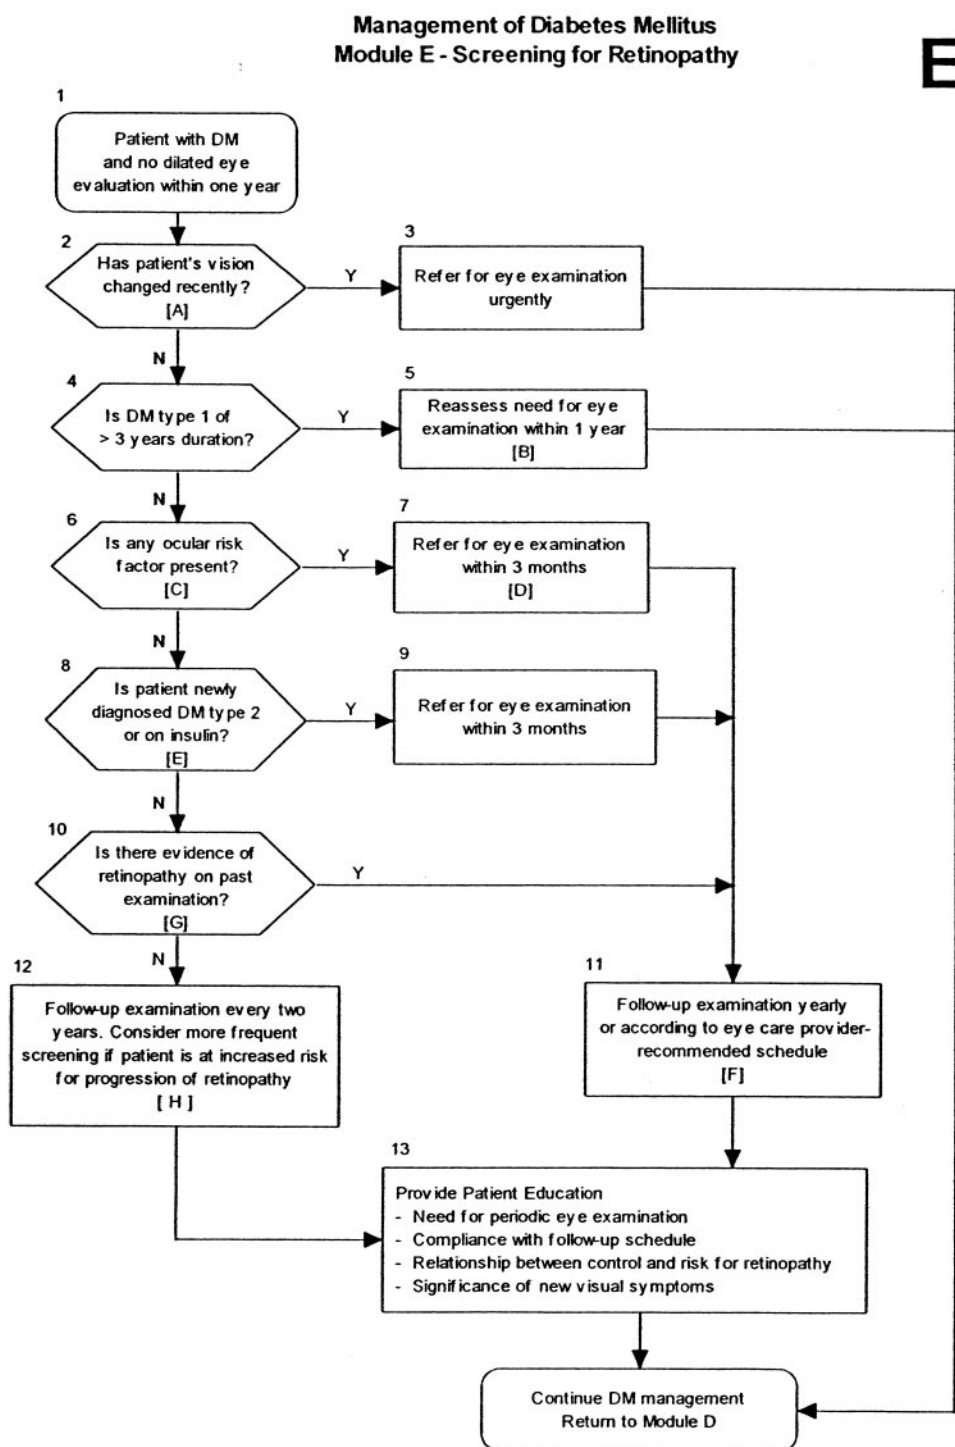 Management of Diabetes Mellitus
Module E - Screening for Retinopathy
E
1
Patient with DM
and no dilated eye
evaluation within one year
2
Has patient's vision
changed recently?
[A]
Y
3
Refer for eye examination
urgently
N
4
Is DM type 1 of
> 3 years duration?
Y
5
Reassess need for eye
examination within 1 year
[B]
N
6
Is any ocular risk
factor present?
[C]
Y
7
Refer for eye examination
within 3 months
[D]
N
8
Is patient newly
diagnosed DM type 2
or on insulin?
[E]
Y
9
Refer for eye examination
within 3 months
N
10
Is there evidence of
retinopathy on past
examination?
[G]
Y
N
12
Follow-up examination every two
years. Consider more frequent
screening if patient is at increased risk
for progression of retinopathy
[ H ]
11
Follow-up examination yearly
or according to eye care provider-
recommended schedule
[F]
13
Provide Patient Education
- Need for periodic eye examination
- Compliance with follow-up schedule
- Relationship between control and risk for retinopathy
- Significance of new visual symptoms
Continue DM management
Return to Module D